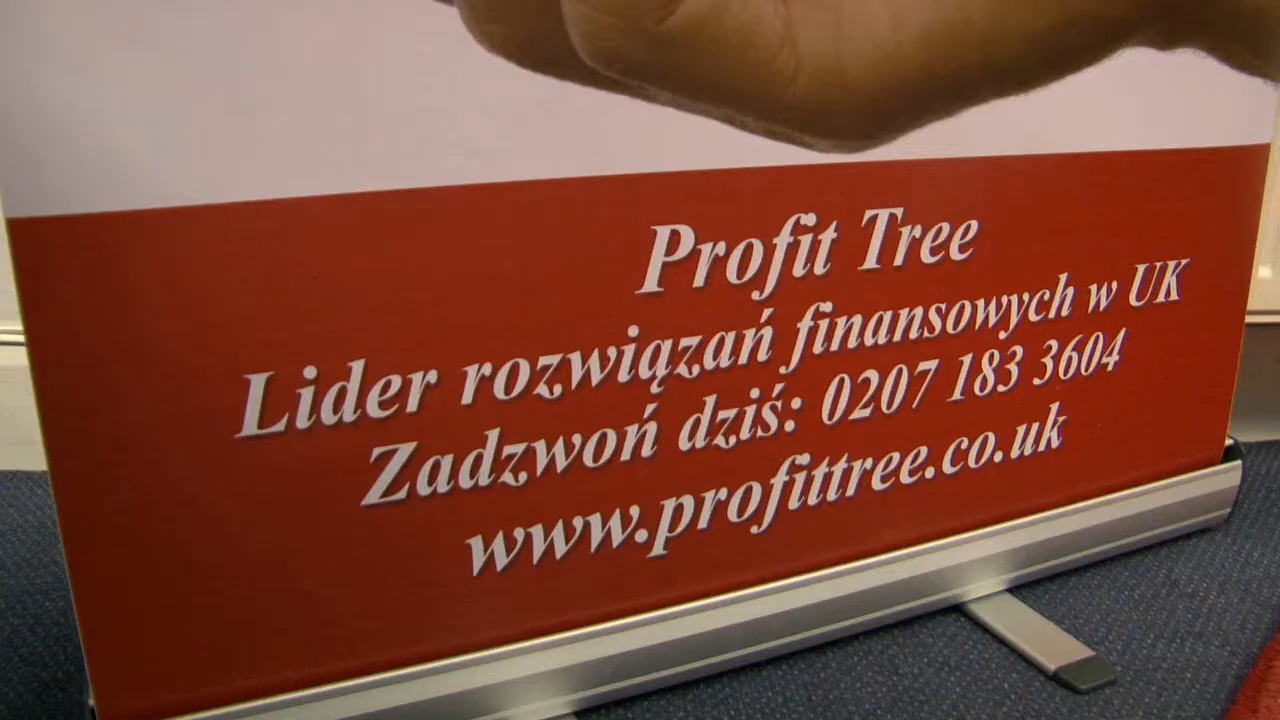 Profit Tree
Lider rozwiązań finansowych w UK
Zadzwoń dziś: 0207 183 3604
www.profittree.co.uk